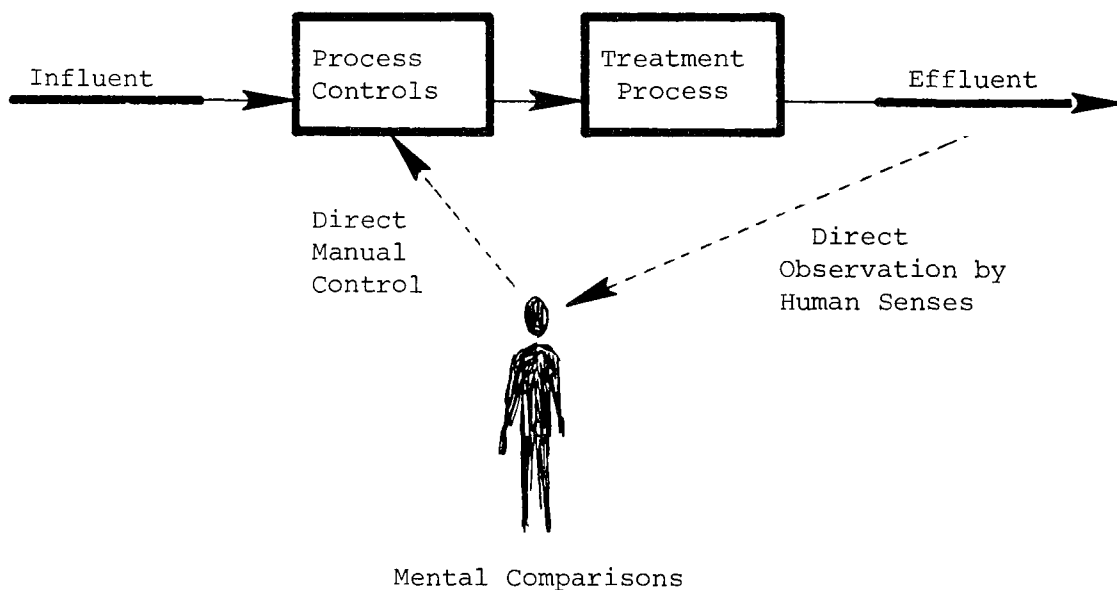 Influent
Process
Controls
Treatment
Process
Effluent
Direct
Manual
Control
Direct
Observation by
Human Senses
Mental Comparisons